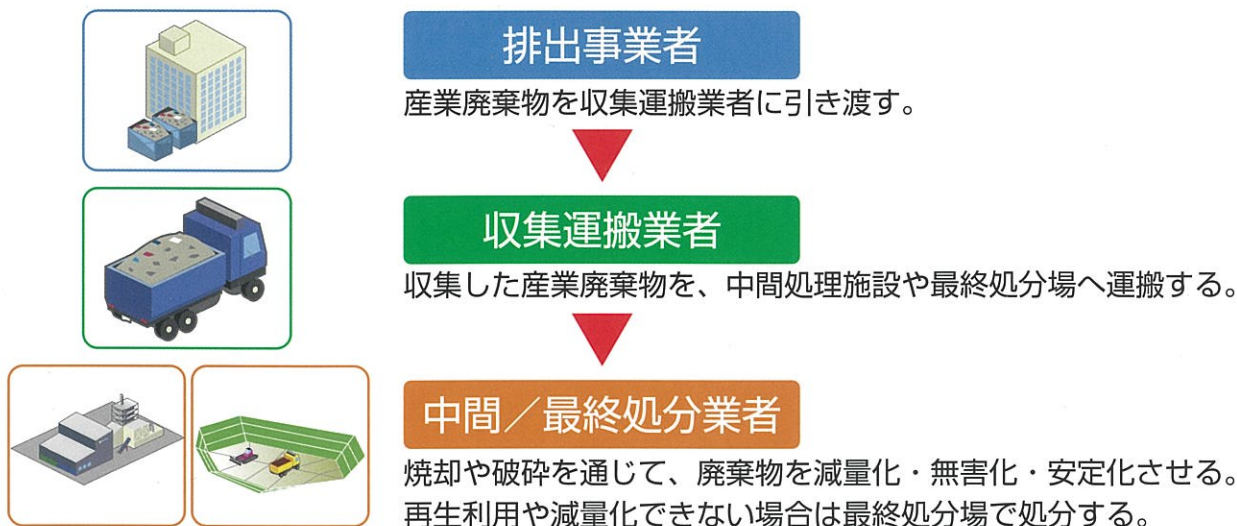 排出事業者
産業廃棄物を収集運搬業者に引き渡す。
収集運搬業者
収集した産業廃棄物を、中間処理施設や最終処分場へ運搬する。
中間／最終処分業者
焼却や破砕を通じて、廃棄物を減量化・無害化・安定化させる。
再生利用や減量化できない場合は最終処分場で処分する。